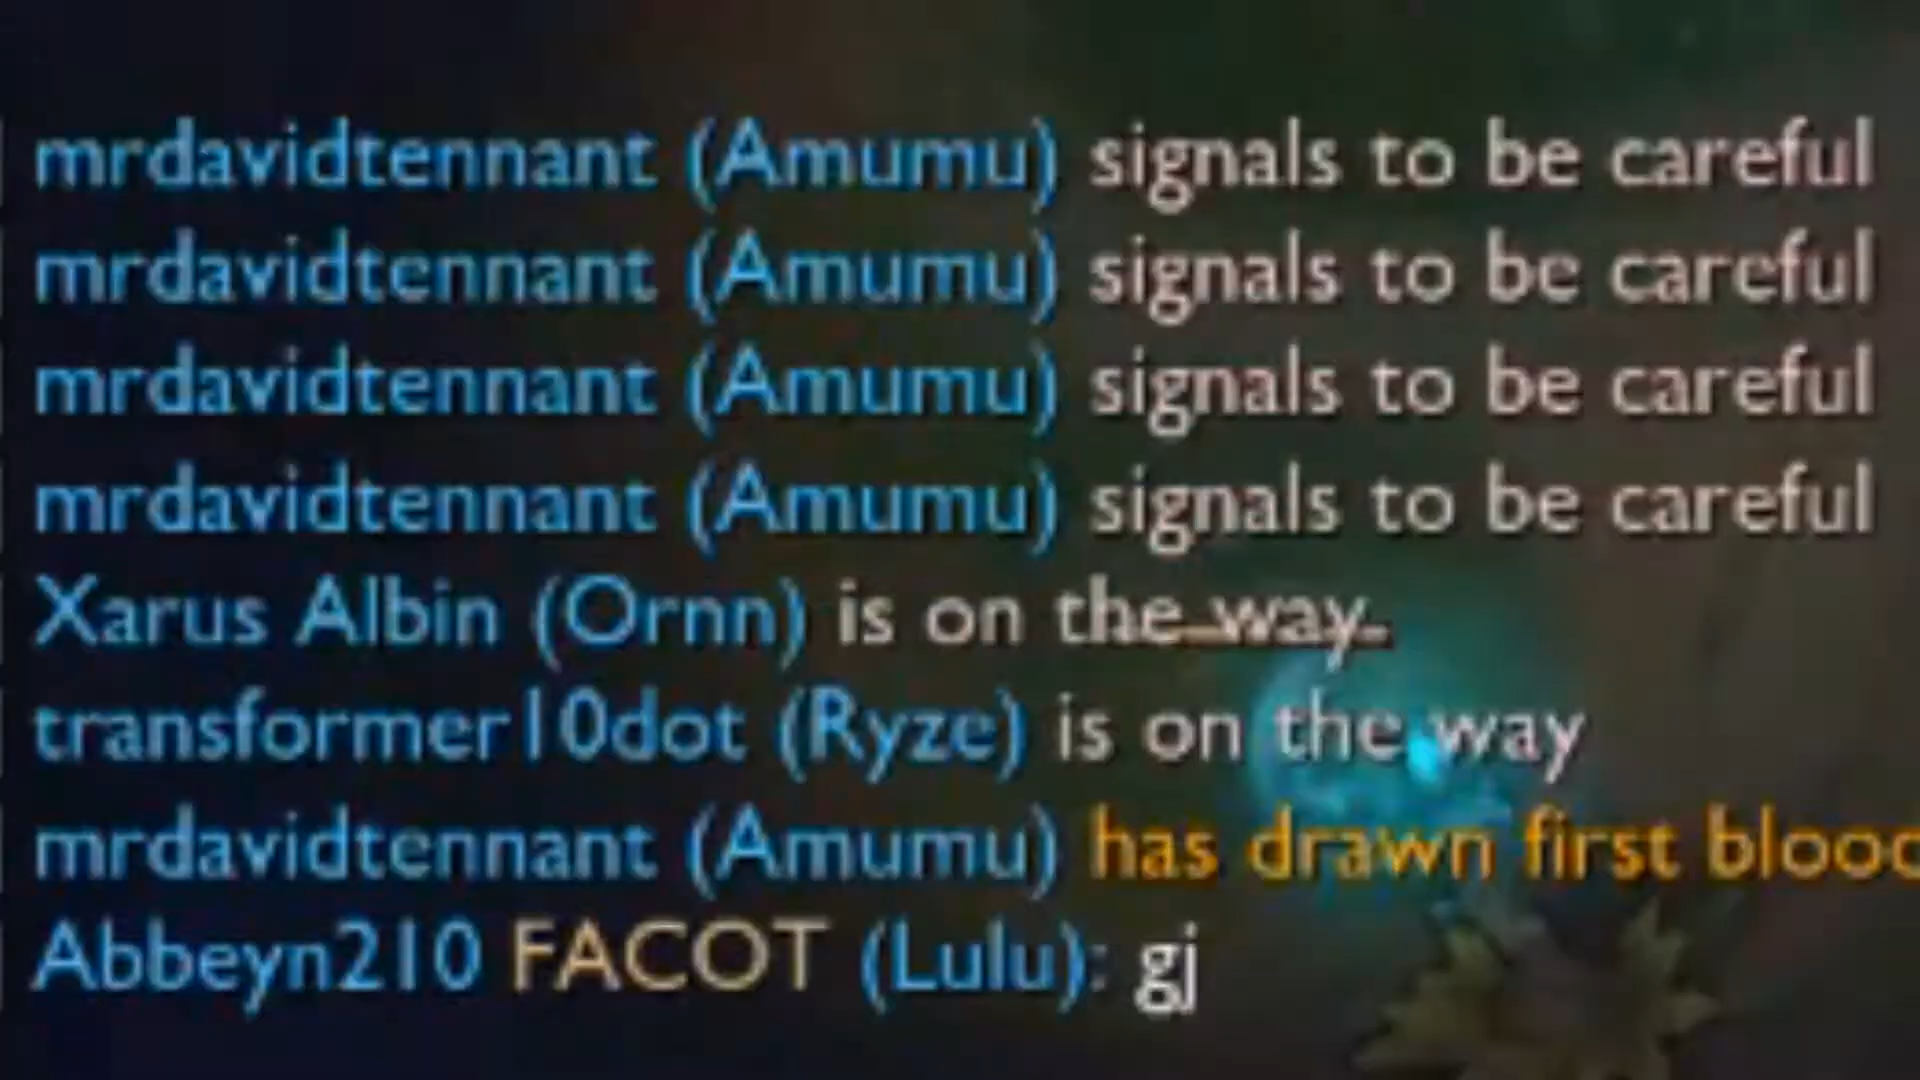 mrdavidtennant (Amumu) signals to be careful
mrdavidtennant (Amumu) signals to be careful
mrdavidtennant (Amumu) signals to be careful
mrdavidtennant (Amumu) signals to be careful
Xarus Albin (Ornn) is on the way
transformer10dot (Ryze) is on the way
mrdavidtennant (Amumu) has drawn first blood
Abbeyn210 FACOT (Lulu): gj